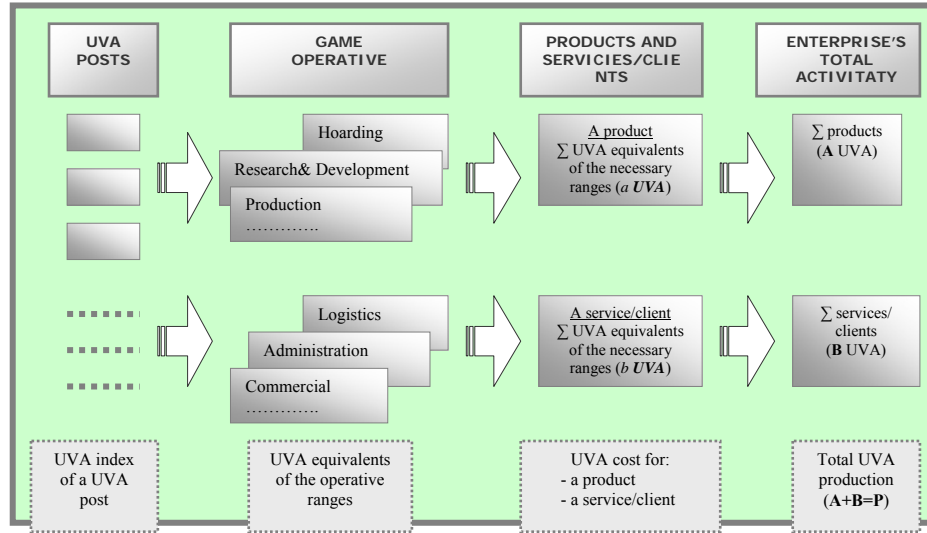 UVA
POSTS
GAME
OPERATIVE
PRODUCTS AND
SERVICIES/CLIE
NTS
ENTERPRISE'S
TOTAL
ACTIVITATY
Hoarding
Research& Development
Production
………….
A product
∑ UVA equivalents
of the necessary
ranges (a UVA)
∑ products
(A UVA)
Logistics
Administration
Commercial
………….
A service/client
∑ UVA equivalents
of the necessary
ranges (b UVA)
∑ services/
clients
(B UVA)
UVA index
of a UVA
post
UVA equivalents
of the operative
ranges
UVA cost for:
- a product
- a service/client
Total UVA
production
(A+B=P)